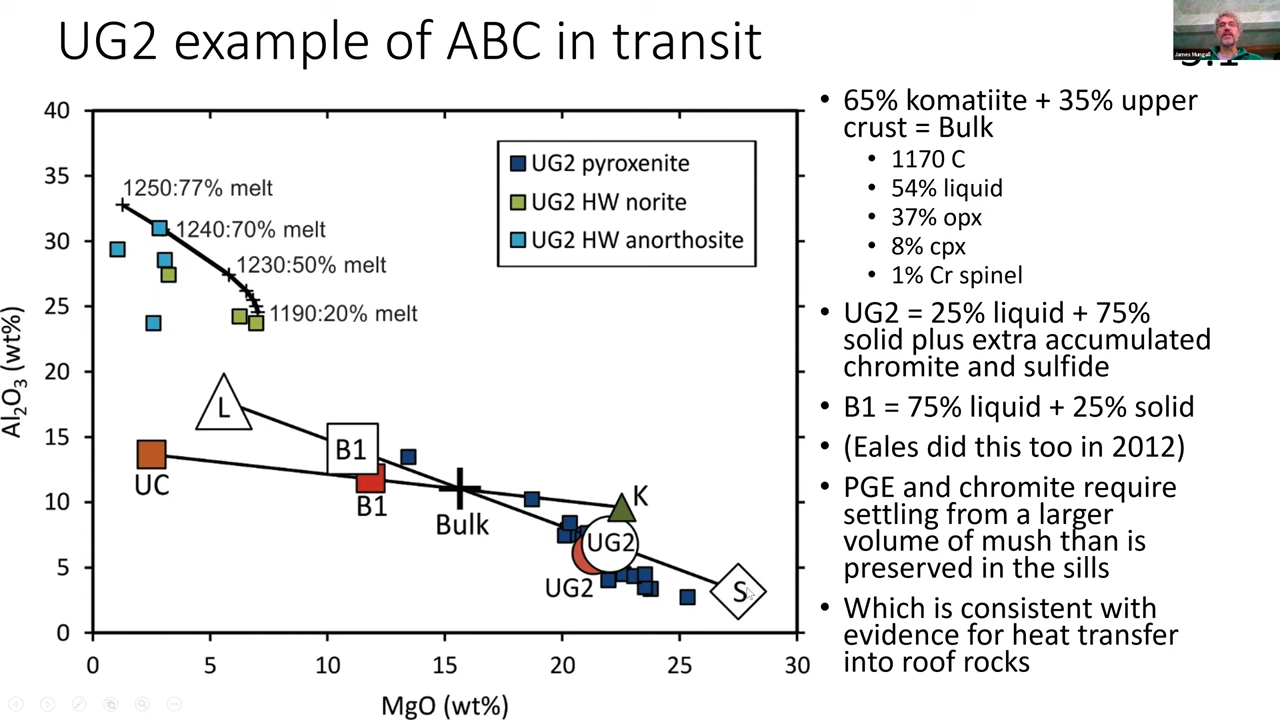 UG2 example of ABC in transit
James Mungall
40
35
30
25
20
15
10
5
0
Al₂O₃ (wt%)
1250:77% melt
1240:70% melt
1230:50% melt
1190:20% melt
UG2 pyroxenite
UG2 HW norite
UG2 HW anorthosite
L
B1
UC
B1
Bulk
K
UG2
UG2
S
0 5 10 15 20 25 30
MgO (wt%)
• 65% komatiite + 35% upper
crust = Bulk
• 1170 C
• 54% liquid
• 37% opx
• 8% cpx
• 1% Cr spinel
• UG2 = 25% liquid + 75%
solid plus extra accumulated
chromite and sulfide
• B1 = 75% liquid + 25% solid
• (Eales did this too in 2012)
• PGE and chromite require
settling from a larger
volume of mush than is
preserved in the sills
• Which is consistent with
evidence for heat transfer
into roof rocks